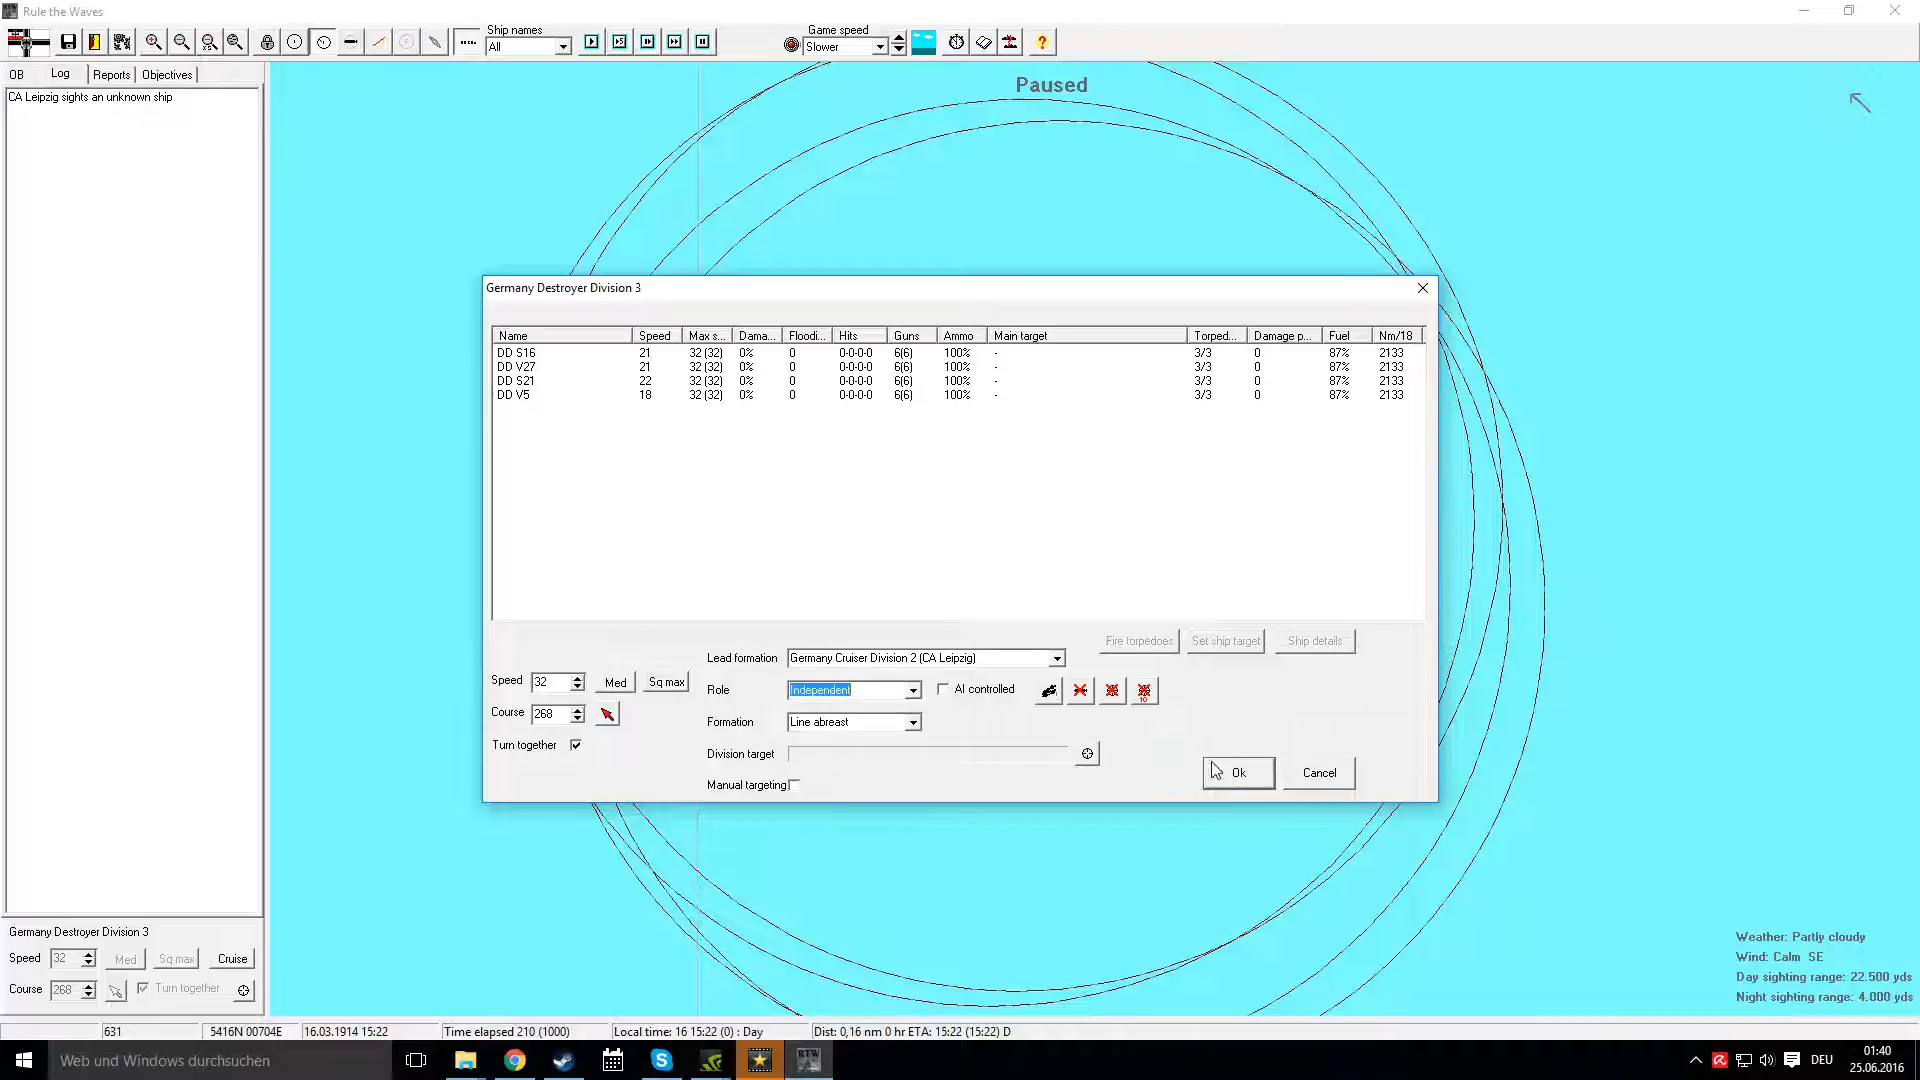 Rule the Waves
Ship names
All
Game speed
Slower
OB Log Reports Objectives
CA Leipzig sights an unknown ship
Paused
Germany Destroyer Division 3
Name Speed Max s... Dama... Floodi... Hits Guns Ammo Main target Torped... Damage p... Fuel Nm/18
DD S16 21 32 (32) 0% 0 0-0-0-0 6(6) 100% - 3/3 0 87% 2133
DD V27 21 32 (32) 0% 0 0-0-0-0 6(6) 100% - 3/3 0 87% 2133
DD S21 22 32 (32) 0% 0 0-0-0-0 6(6) 100% - 3/3 0 87% 2133
DD V5 18 32 (32) 0% 0 0-0-0-0 6(6) 100% - 3/3 0 87% 2133
Fire torpedoes Set ship target Ship details
Lead formation Germany Cruiser Division 2 (CA Leipzig)
Speed 32 Med Sq max
Role Independent AI controlled
10
Course 268
Formation Line abreast
Turn together
Division target
Manual targeting
Ok Cancel
Germany Destroyer Division 3
Speed 32 Med Sq max Cruise
Course 268 Turn together
Weather: Partly cloudy
Wind: Calm SE
Day sighting range: 22.500 yds
Night sighting range: 4.000 yds
631 5416N 00704E 16.03.1914 15:22 Time elapsed 210 (1000) Local time: 16 15:22 (0) : Day Dist: 0,16 nm 0 hr ETA: 15:22 (15:22) D
Web und Windows durchsuchen
RTW
DEU
01:40
25.06.2016